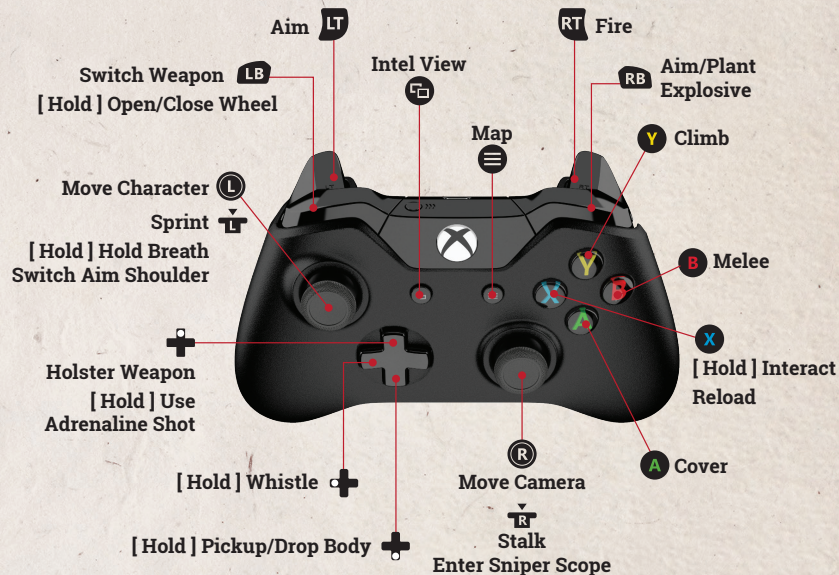 Aim LT
RT Fire
Switch Weapon LB
[ Hold ] Open/Close Wheel
Intel View
RB Aim/Plant
Explosive
Map
Y Climb
Move Character L
Sprint L
[ Hold ] Hold Breath
Switch Aim Shoulder
B Melee
X
[ Hold ] Interact
Reload
Y
X
B
A
Holster Weapon
[ Hold ] Use
Adrenaline Shot
A Cover
[ Hold ] Whistle
R
Move Camera
R
Stalk
Enter Sniper Scope
[ Hold ] Pickup/Drop Body